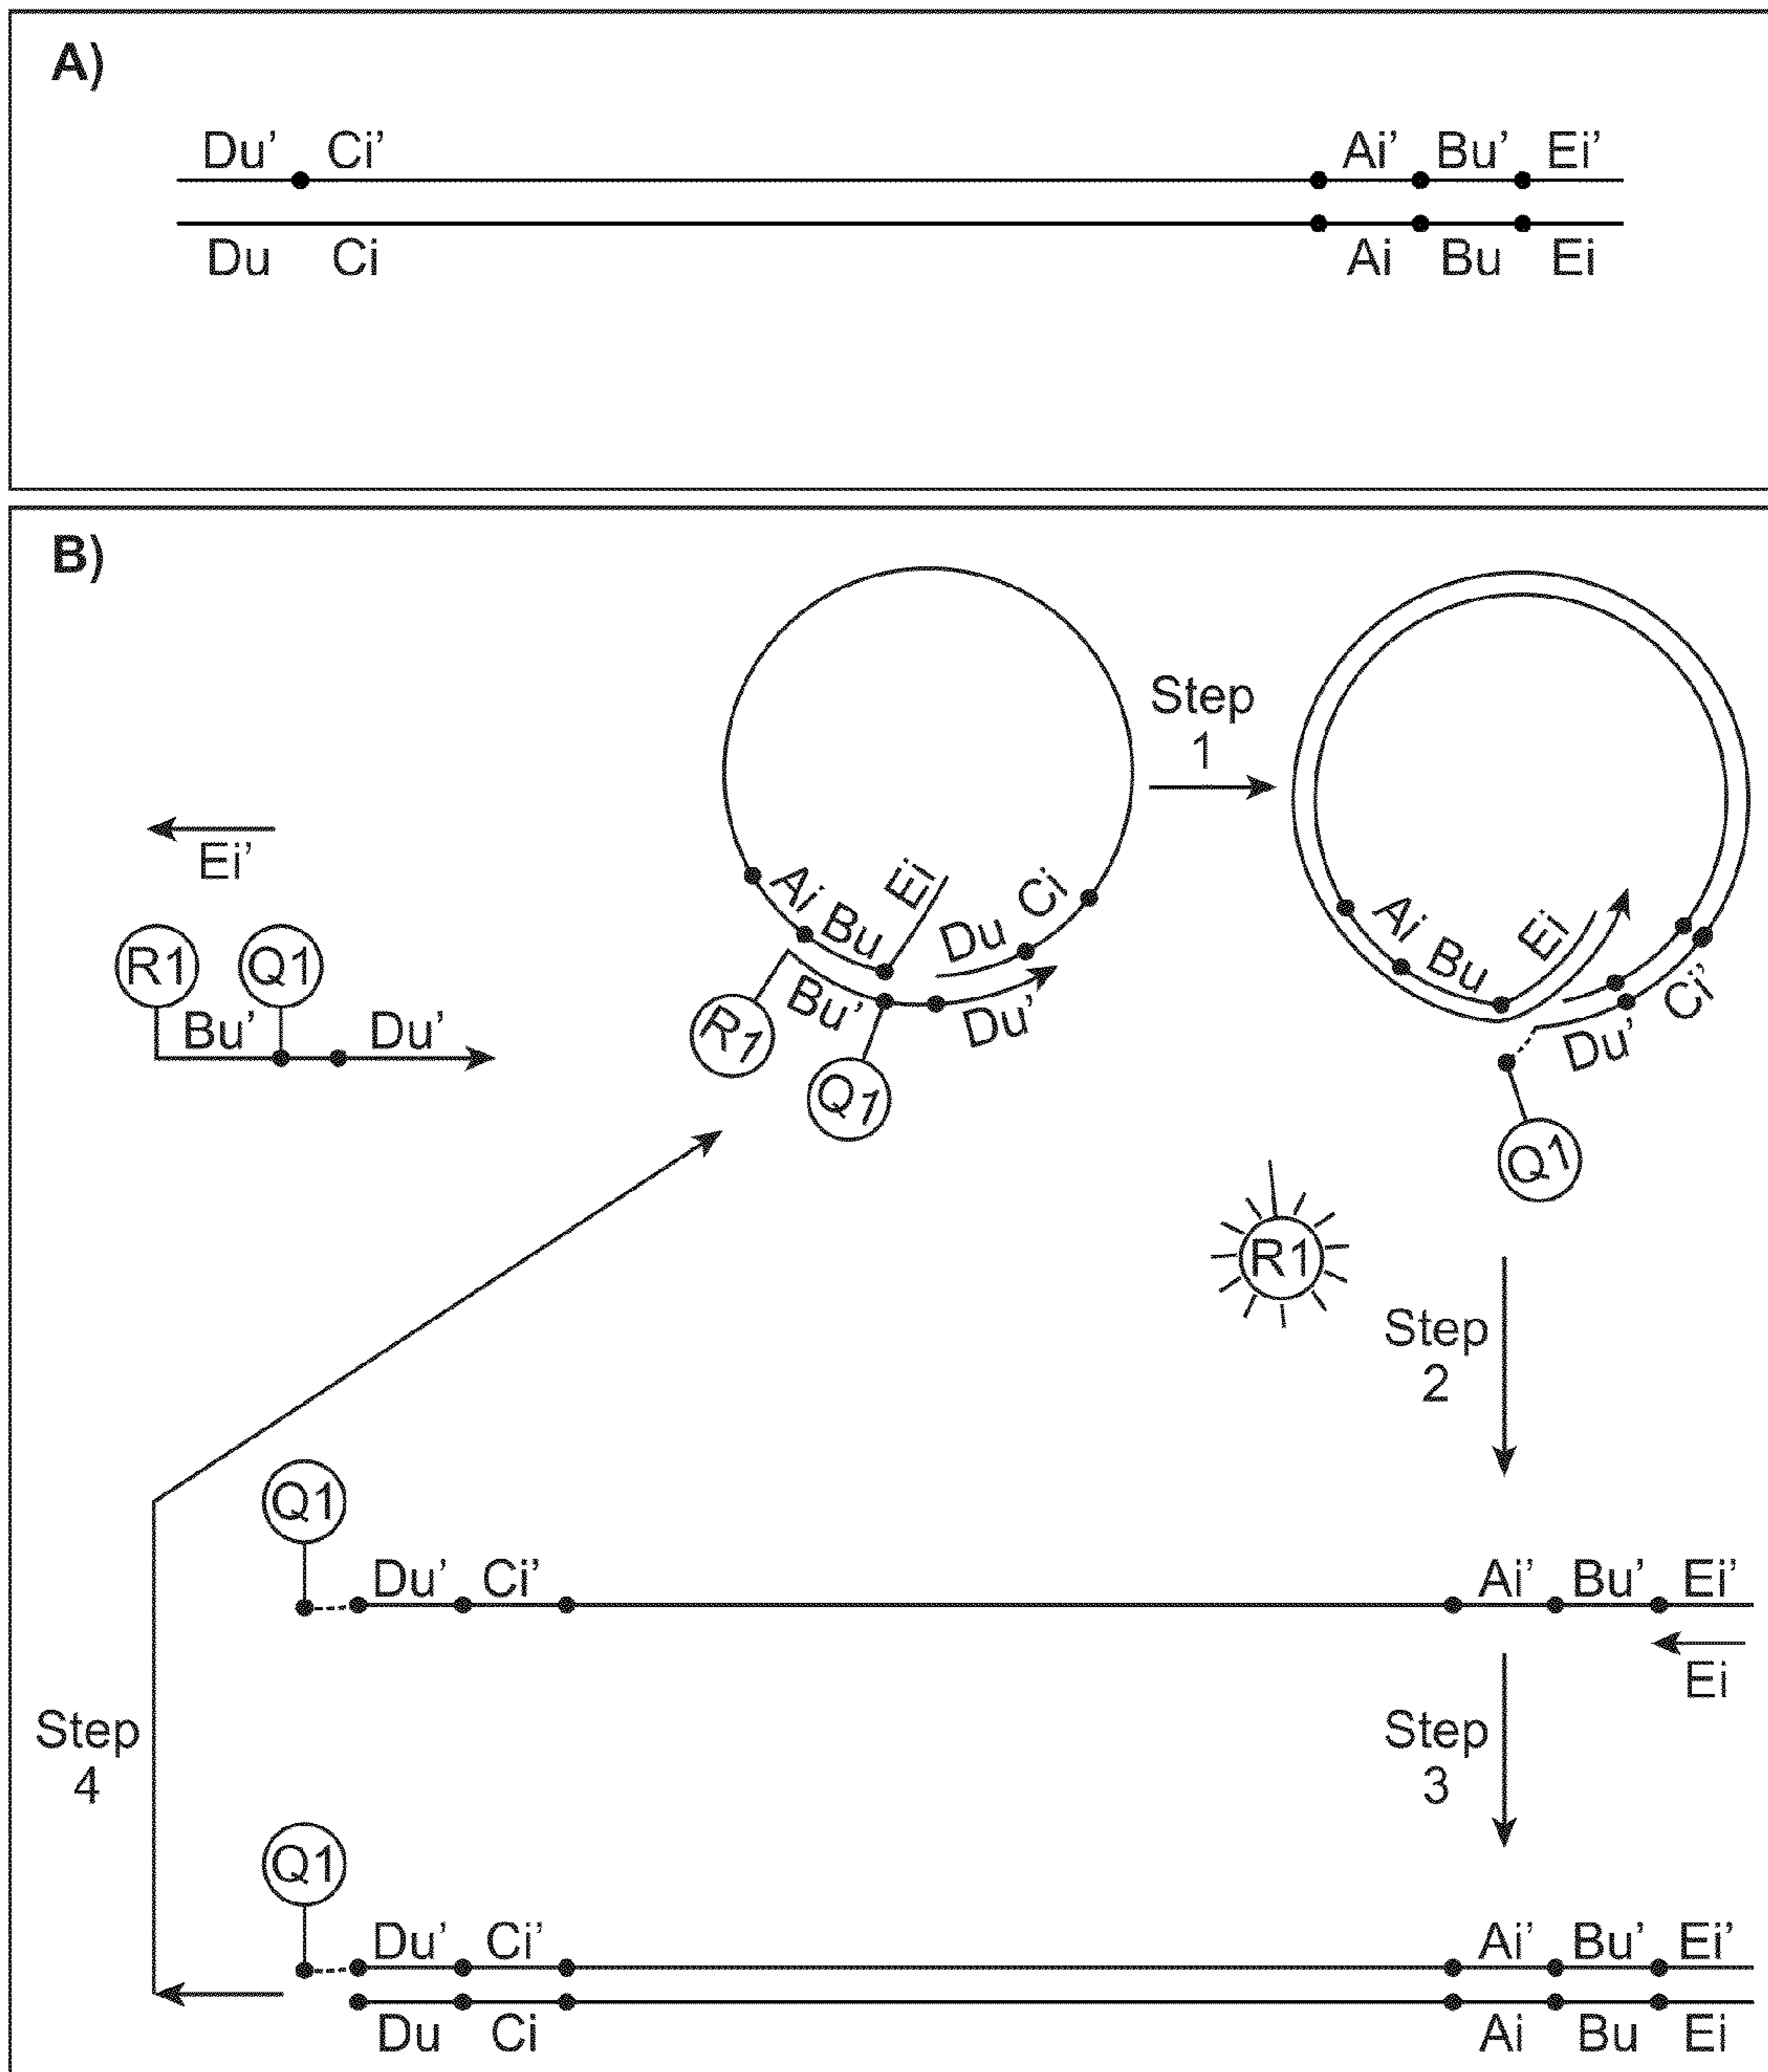 A)
Du’ Ci’ Ai’ Bu’ Ei’
Du Ci Ai Bu Ei
B)
Step
1
Ei’
Ai Bu Ei Du Ci
Ai Bu Ei
R1 Q1
Bu’ Du’
R1 Bu’ Q1 Du’
Du’ Ci’
Q1
R1
Step
2
Q1
Du’ Ci’ Ai’ Bu’ Ei’
Ei
Step
4
Step
3
Q1
Du’ Ci’ Ai’ Bu’ Ei’
Du Ci Ai Bu Ei